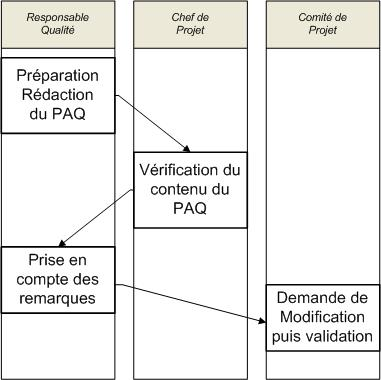 Responsable
Qualité
Chef de
Projet
Comité de
Projet
Préparation
Rédaction
du PAQ
Vérification du
contenu du
PAQ
Prise en
compte des
remarques
Demande de
Modification
puis validation